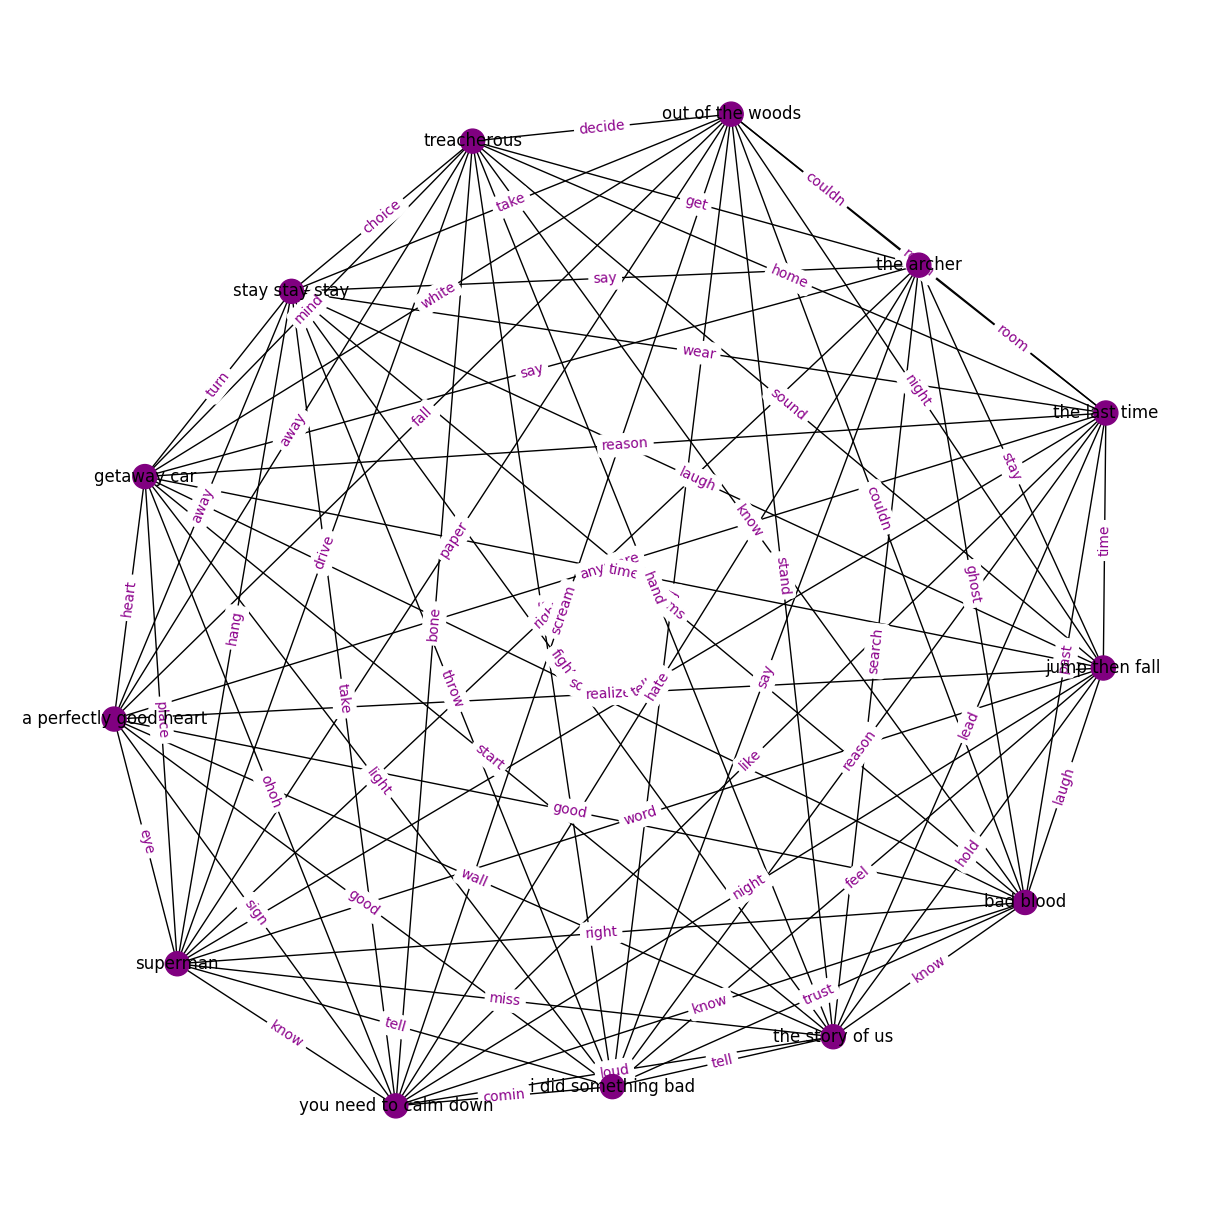 out of the woods
decide
treacherous
couldn
take
get
choice
the archer
home
say
stay stay stay
white
mind
room
wear
say
turn
night
sound
the last time
fall
away
reason
stay
getaway car
laugh
away
couldn
know
paper
time
drive
any
time
stand
ghost
hand
heart
scream
bone
hang
search
past
jump then fall
say
hate
throw
realize
take
a perfectly good heart
place
lead
reason
start
like
light
laugh
ohoh
good
word
eye
hold
wall
feel
night
good
bad blood
sign
right
superman
know
trust
miss
know
tell
know
the story of us
tell
loud
i did something bad
comin
you need to calm down